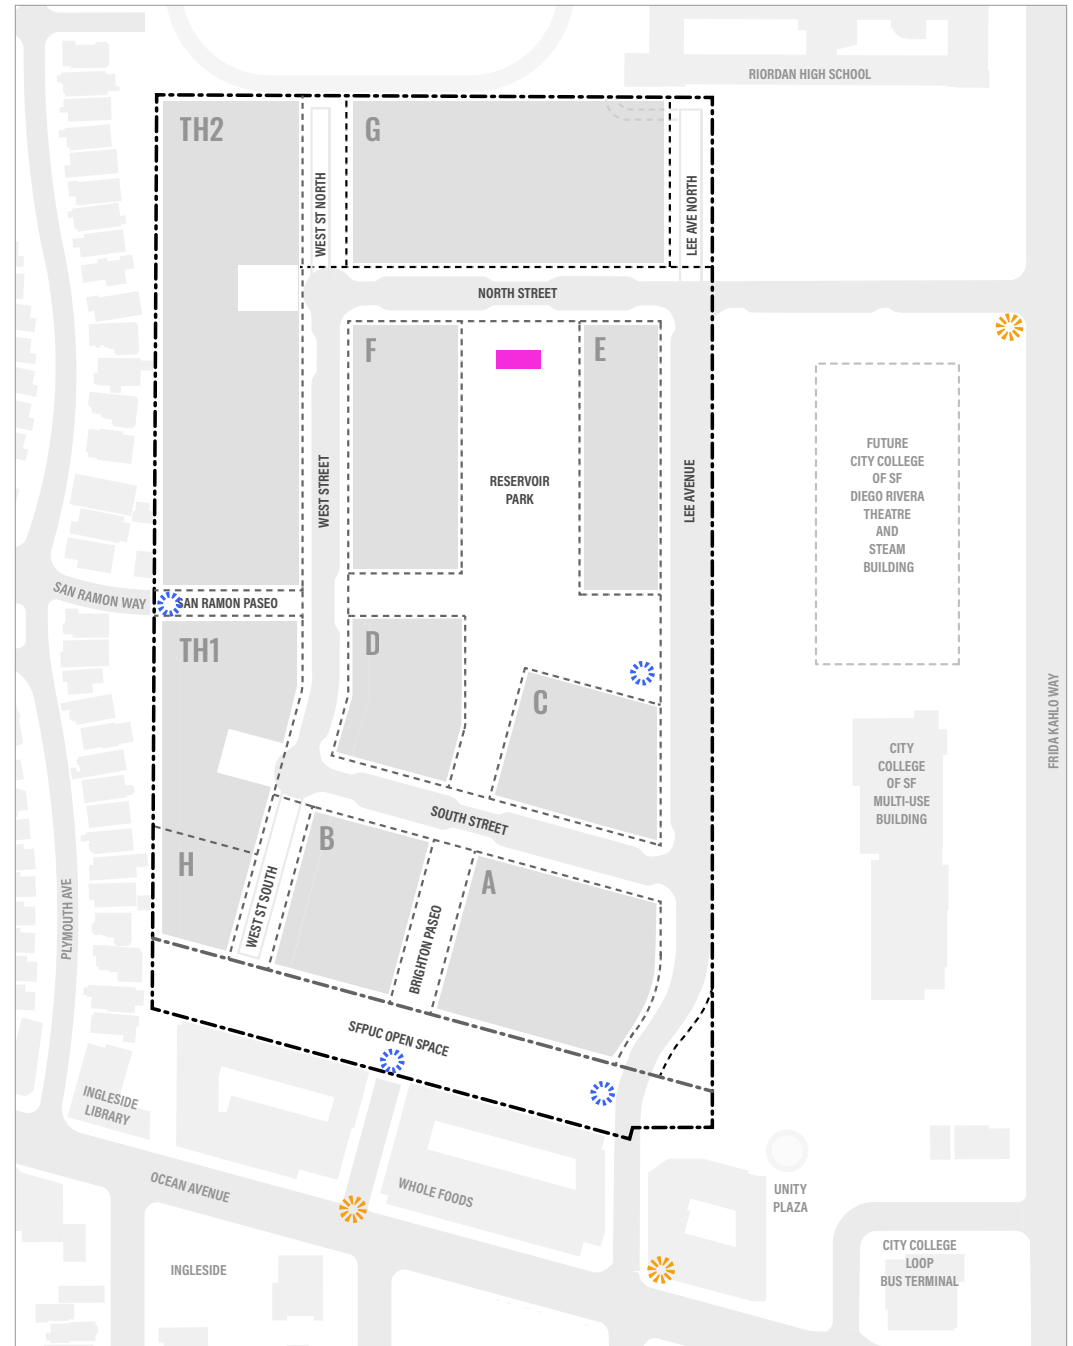 RIORDAN HIGH SCHOOL
TH2
G
WEST ST NORTH
LEE AVE NORTH
NORTH STREET
F
E
RESERVOIR
PARK
WEST STREET
LEE AVENUE
FUTURE
CITY COLLEGE
OF SF
DIEGO RIVERA
THEATRE
AND
STEAM
BUILDING
SAN RAMON WAY
SAN RAMON PASEO
TH1
D
C
FRIDA KAHLO WAY
CITY
COLLEGE
OF SF
MULTI-USE
BUILDING
SOUTH STREET
B
H
A
WEST ST SOUTH
BRIGHTON PASEO
PLYMOUTH AVE
SFPUC OPEN SPACE
INGLESIDE
LIBRARY
OCEAN AVENUE
WHOLE FOODS
UNITY
PLAZA
INGLESIDE
CITY COLLEGE
LOOP
BUS TERMINAL